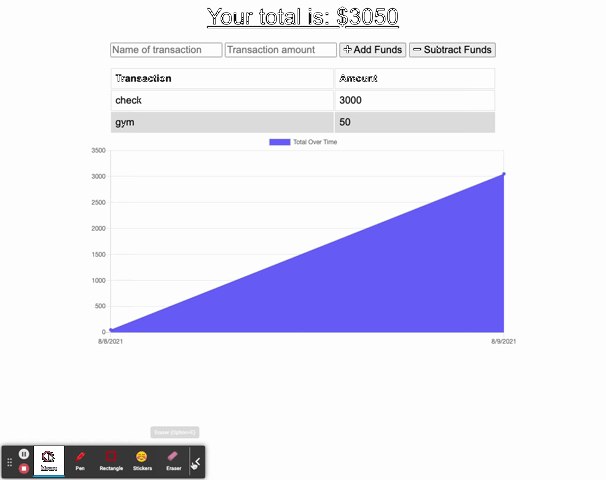 Your total is: $3050
Name of transaction Transaction amount + Add Funds − Subtract Funds
Transaction Amount
check 3000
gym 50
Total Over Time
3500
3000
2500
2000
1500
1000
500
0
8/8/2021 8/9/2021
Menu Pen Rectangle Stickers Eraser